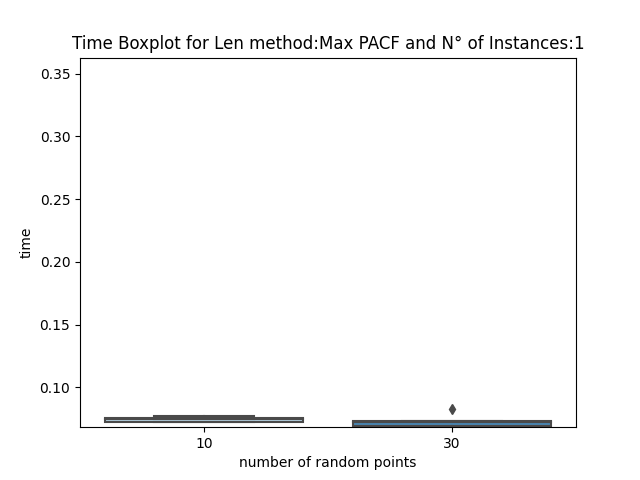 Time Boxplot for Len method:Max PACF and N° of Instances:1
0.35
0.30
0.25
0.20
0.15
0.10
time
10
30
number of random points